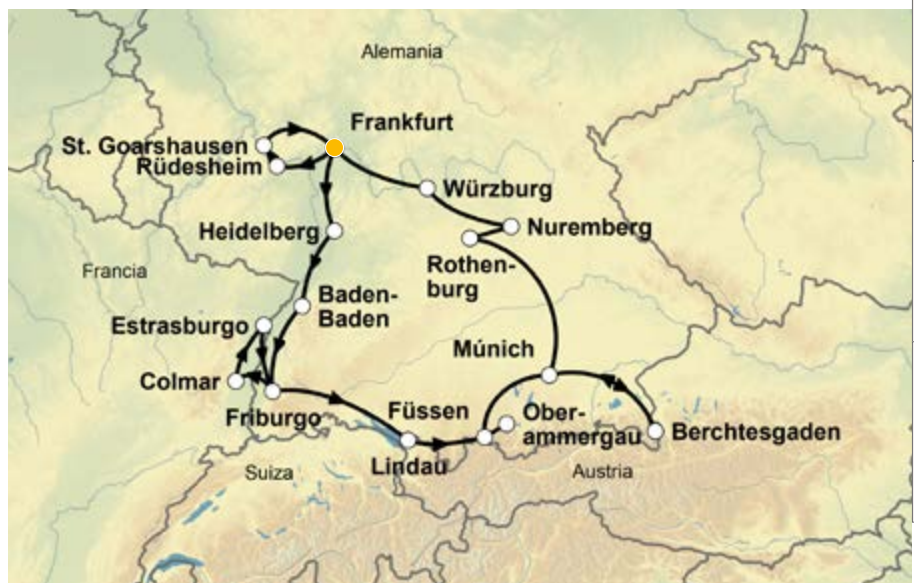 Alemania
Frankfurt
St. Goarshausen
Rüdesheim
Würzburg
Nuremberg
Heidelberg
Rothen-
burg
Francia
Baden-
Baden
Estrasburgo
Múnich
Colmar
Friburgo
Füssen
Ober-
ammergau
Berchtesgaden
Lindau
Suiza
Austria